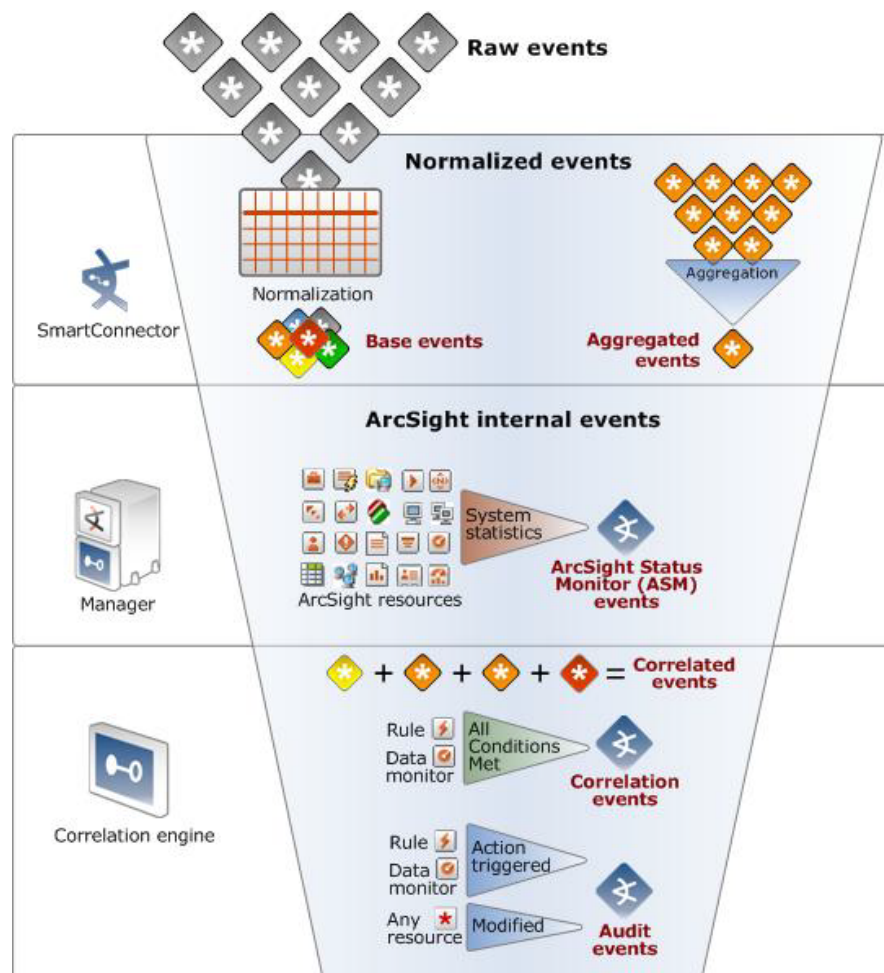 Raw events
Normalized events
Aggregation
Normalization
SmartConnector
Base events
Aggregated
events
ArcSight internal events
System
statistics
ArcSight resources
ArcSight Status
Monitor (ASM)
events
Manager
+ + + = Correlated
events
Rule
Data
monitor
All
Conditions
Met
Correlation
events
Correlation engine
Rule
Data
monitor
Action
triggered
Any
resource
Modified
Audit
events